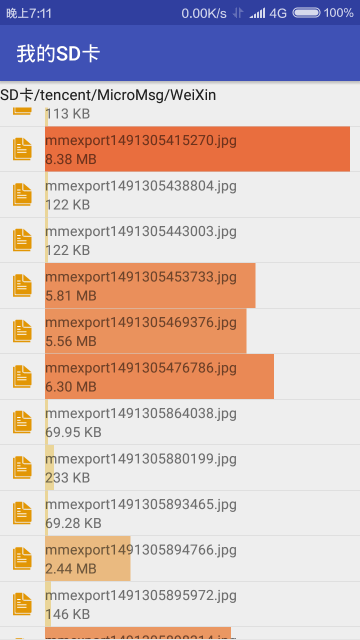 晚上7:11 0.00K/s 4G 100%
我的SD卡
SD卡/tencent/MicroMsg/WeiXin
113 KB
mmexport1491305415270.jpg
8.38 MB
mmexport1491305438804.jpg
122 KB
mmexport1491305443003.jpg
122 KB
mmexport1491305453733.jpg
5.81 MB
mmexport1491305469376.jpg
5.56 MB
mmexport1491305476786.jpg
6.30 MB
mmexport1491305864038.jpg
69.95 KB
mmexport1491305880199.jpg
233 KB
mmexport1491305893465.jpg
69.28 KB
mmexport1491305894766.jpg
2.44 MB
mmexport1491305895972.jpg
146 KB